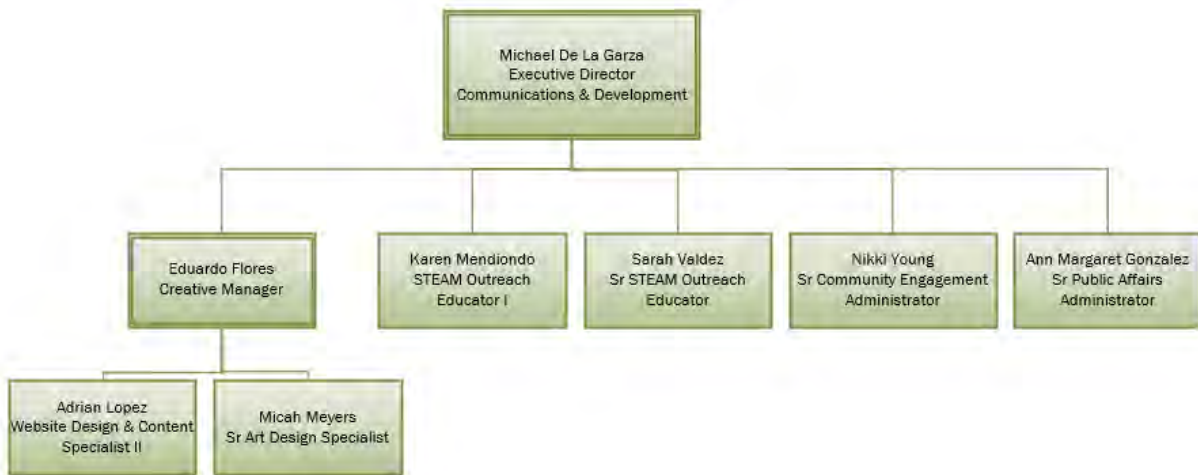 Michael De La Garza
Executive Director
Communications & Development
Eduardo Flores
Creative Manager
Karen Mendiondo
STEAM Outreach
Educator I
Sarah Valdez
Sr STEAM Outreach
Educator
Nikki Young
Sr Community Engagement
Administrator
Ann Margaret Gonzalez
Sr Public Affairs
Administrator
Adrian Lopez
Website Design & Content
Specialist II
Micah Meyers
Sr Art Design Specialist